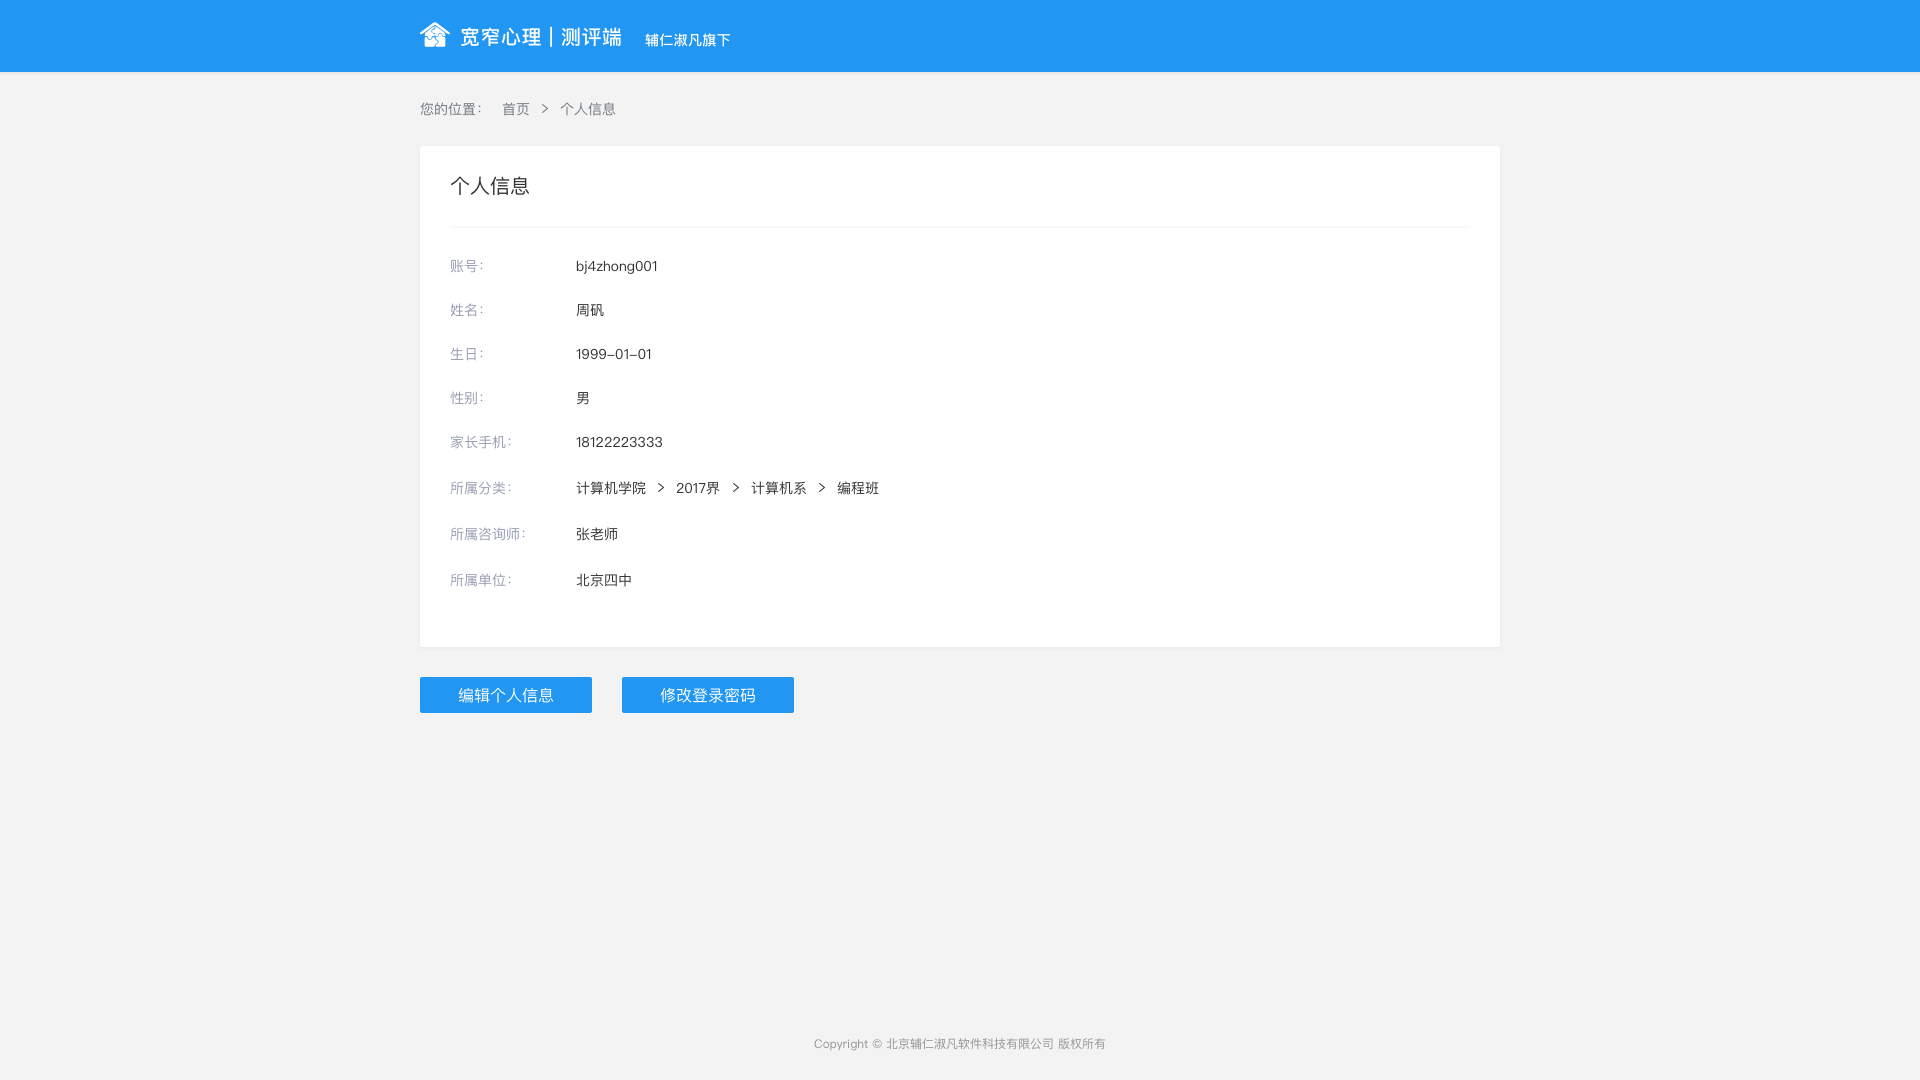 宽窄心理 | 测评端 辅仁淑凡旗下
您的位置： 首页 > 个人信息
个人信息
账号： bj4zhong001
姓名： 周矾
生日： 1999-01-01
性别： 男
家长手机： 18122223333
所属分类： 计算机学院 > 2017界 > 计算机系 > 编程班
所属咨询师： 张老师
所属单位： 北京四中
编辑个人信息 修改登录密码
Copyright © 北京辅仁淑凡软件科技有限公司 版权所有